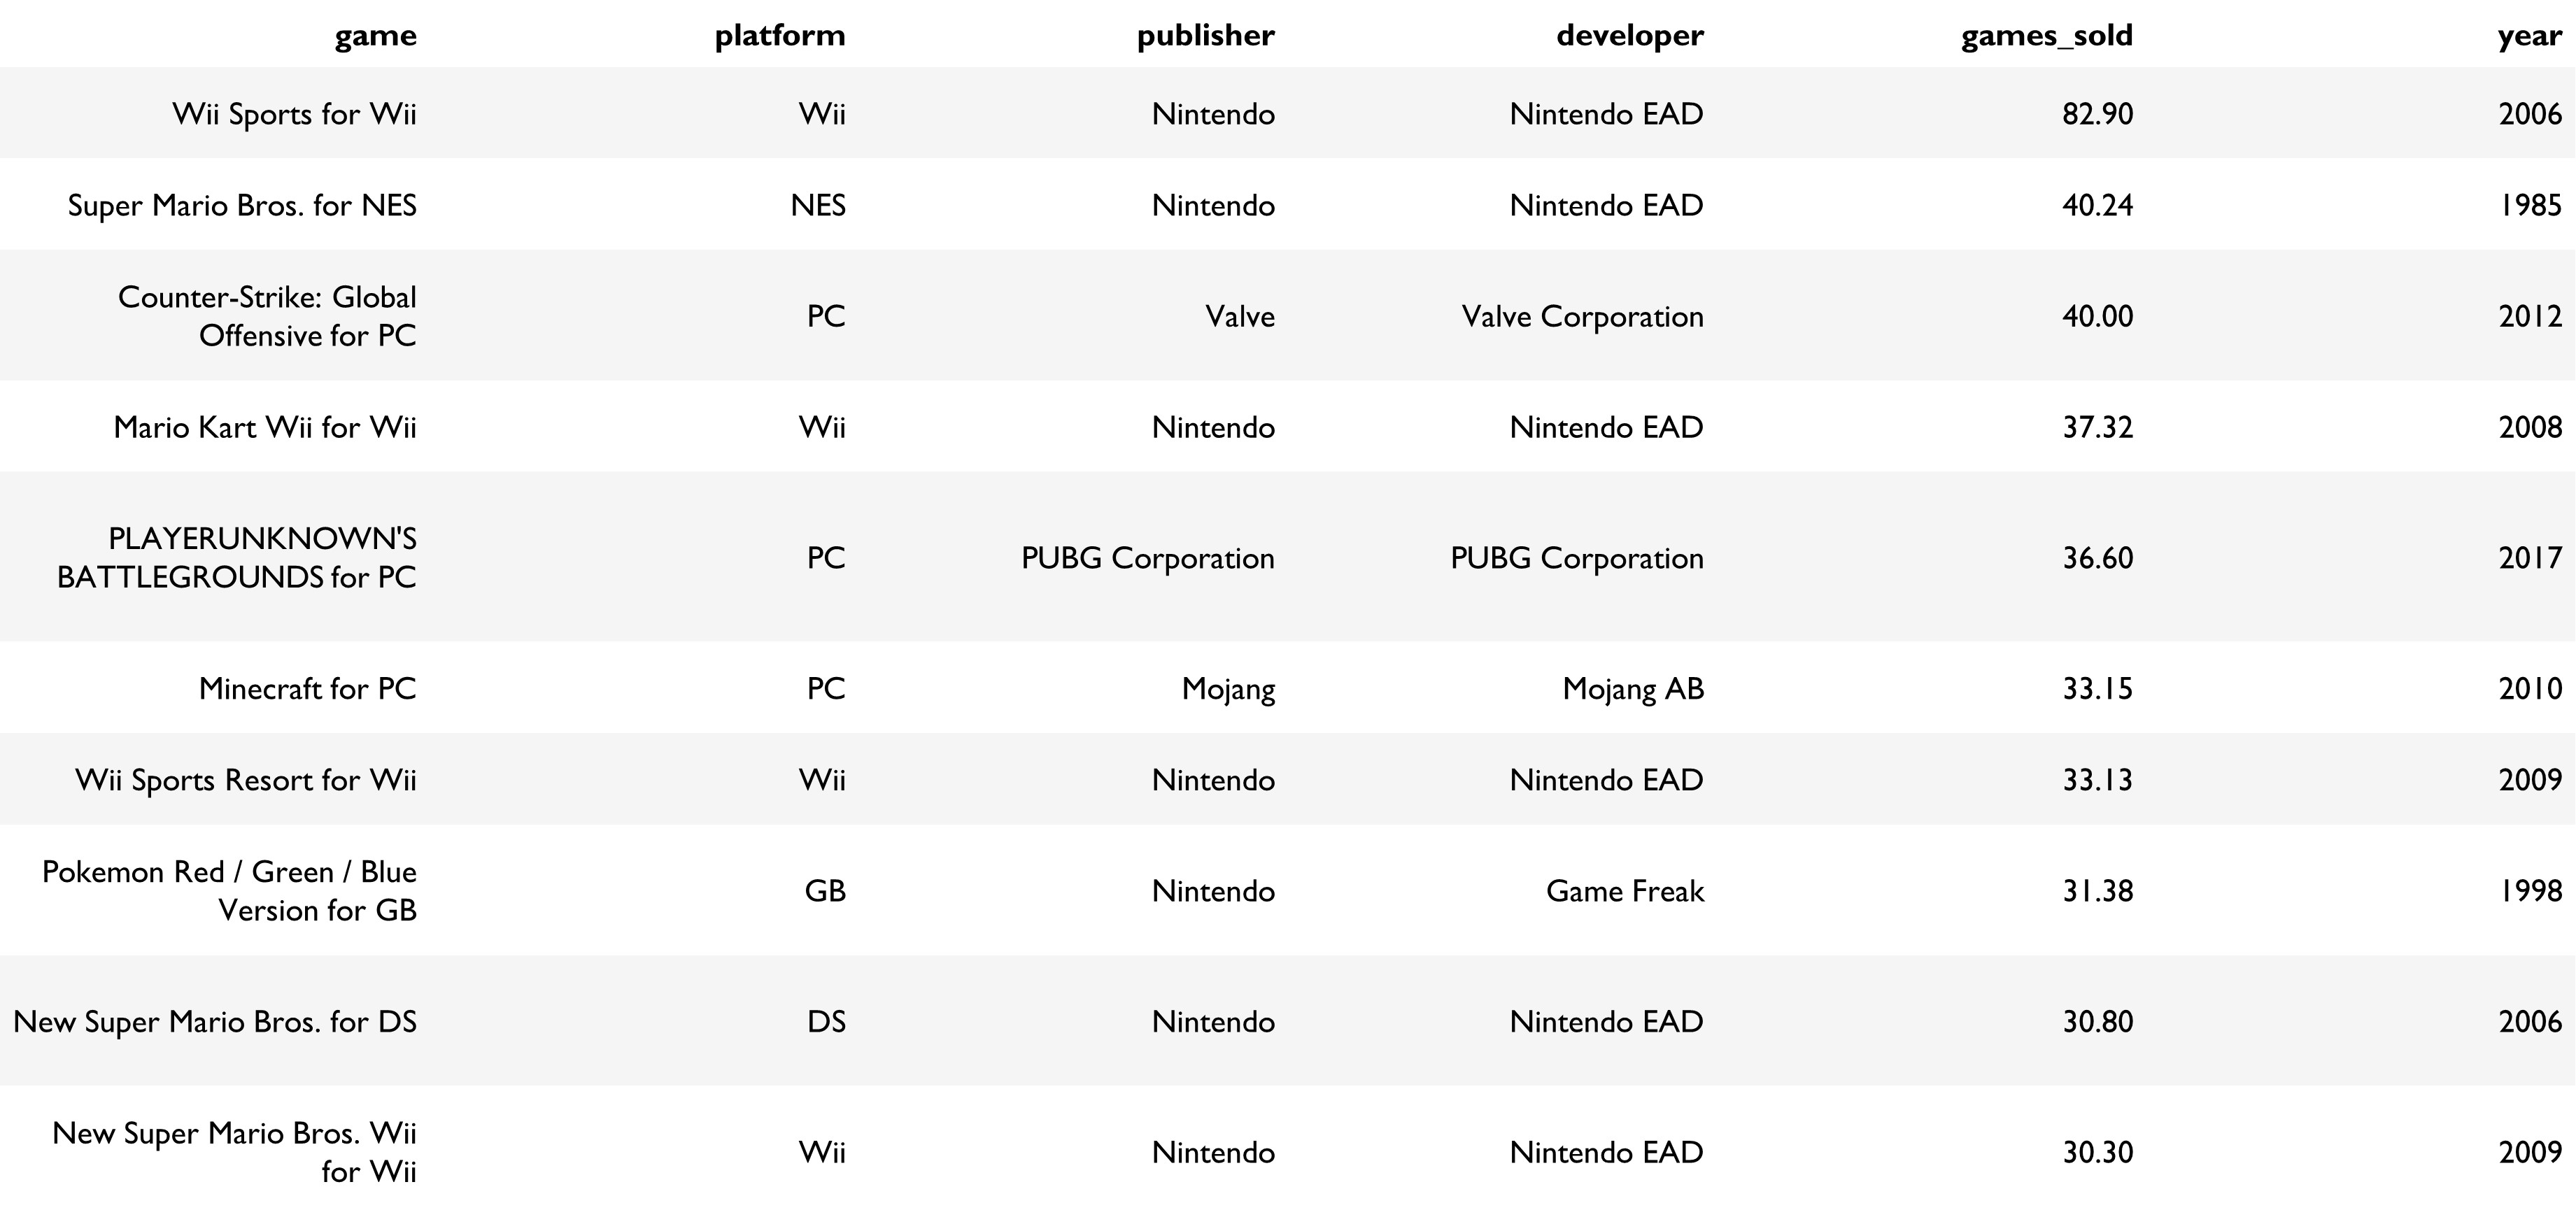 game platform publisher developer games_sold year
Wii Sports for Wii Wii Nintendo Nintendo EAD 82.90 2006
Super Mario Bros. for NES NES Nintendo Nintendo EAD 40.24 1985
Counter-Strike: Global
Offensive for PC PC Valve Valve Corporation 40.00 2012
Mario Kart Wii for Wii Wii Nintendo Nintendo EAD 37.32 2008
PLAYERUNKNOWN'S
BATTLEGROUNDS for PC PC PUBG Corporation PUBG Corporation 36.60 2017
Minecraft for PC PC Mojang Mojang AB 33.15 2010
Wii Sports Resort for Wii Wii Nintendo Nintendo EAD 33.13 2009
Pokemon Red / Green / Blue
Version for GB GB Nintendo Game Freak 31.38 1998
New Super Mario Bros. for DS DS Nintendo Nintendo EAD 30.80 2006
New Super Mario Bros. Wii
for Wii Wii Nintendo Nintendo EAD 30.30 2009